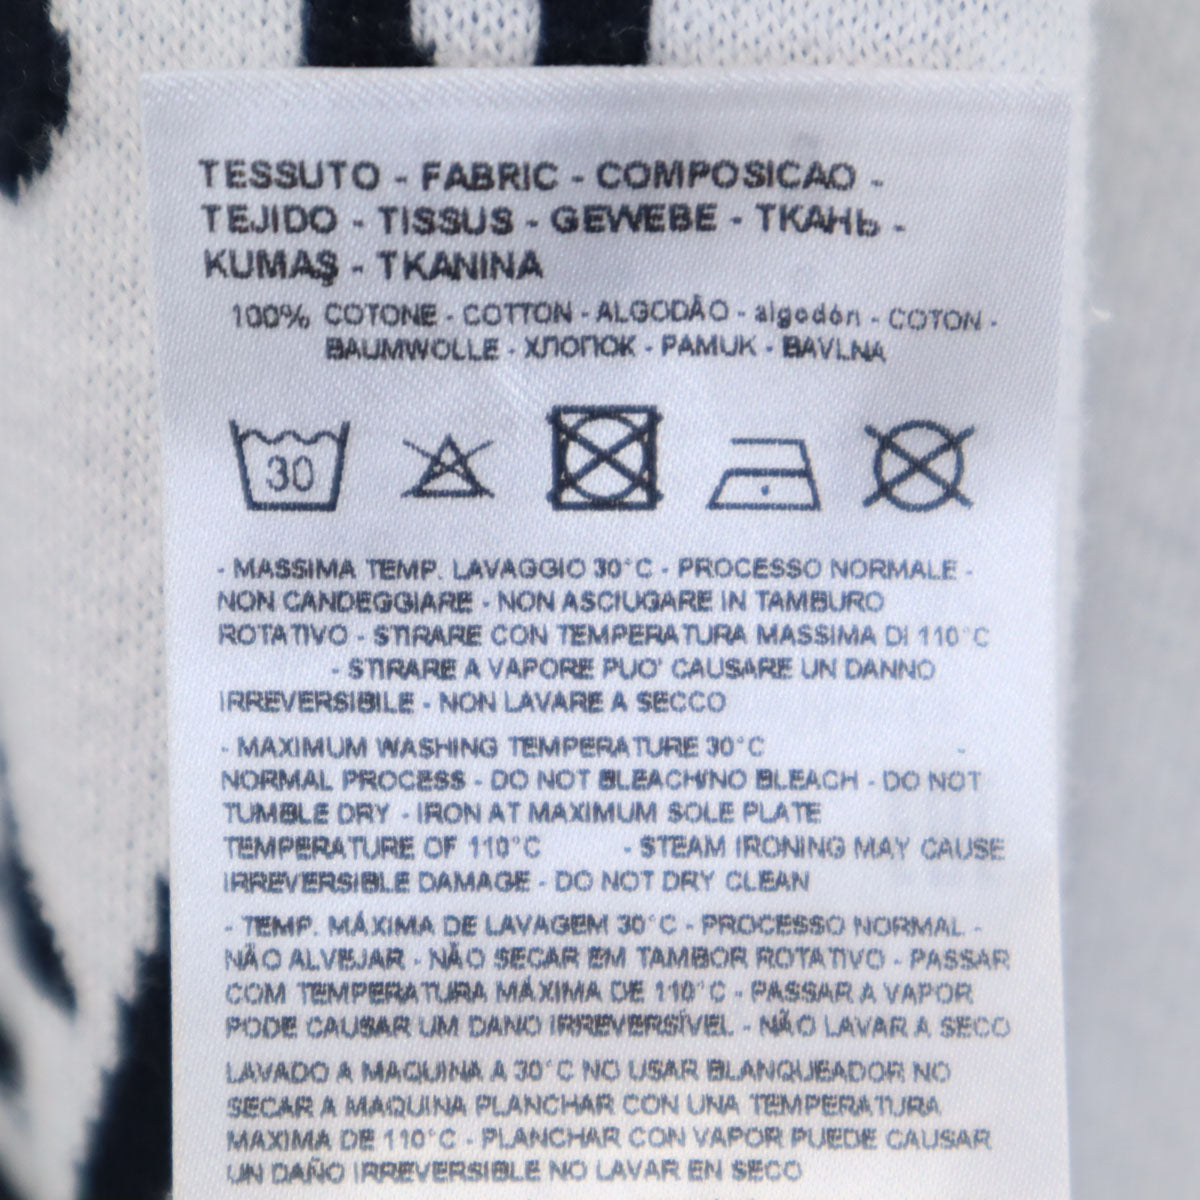 TESSUTO - FABRIC - COMPOSICAO -
TEJIDO - TISSUS - GEWEBE - ТКАНЬ -
KUMAŞ - TKANINA
100% COTONE - COTTON - ALGODÃO - algodón - COTON -
BAUMWOLLE - ХЛОПОК - PAMUK - BAVLNA
30
- MASSIMA TEMP. LAVAGGIO 30°C - PROCESSO NORMALE -
NON CANDEGGIARE - NON ASCIUGARE IN TAMBURO
ROTATIVO - STIRARE CON TEMPERATURA MASSIMA DI 110°C
- STIRARE A VAPORE PUO' CAUSARE UN DANNO
IRREVERSIBILE - NON LAVARE A SECCO
- MAXIMUM WASHING TEMPERATURE 30°C -
NORMAL PROCESS - DO NOT BLEACH/NO BLEACH - DO NOT
TUMBLE DRY - IRON AT MAXIMUM SOLE PLATE
TEMPERATURE OF 110°C - STEAM IRONING MAY CAUSE
IRREVERSIBLE DAMAGE - DO NOT DRY CLEAN
- TEMP. MÁXIMA DE LAVAGEM 30°C - PROCESSO NORMAL -
NÃO ALVEJAR - NÃO SECAR EM TAMBOR ROTATIVO - PASSAR
COM TEMPERATURA MÁXIMA DE 110°C - PASSAR A VAPOR
PODE CAUSAR UM DANO IRREVERSÍVEL - NÃO LAVAR A SECO
LAVADO A MAQUINA A 30°C NO USAR BLANQUEADOR NO
SECAR A MAQUINA PLANCHAR CON UNA TEMPERATURA
MAXIMA DE 110°C - PLANCHAR CON VAPOR PUEDE CAUSAR
UN DAÑO IRREVERSIBLE NO LAVAR EN SECO